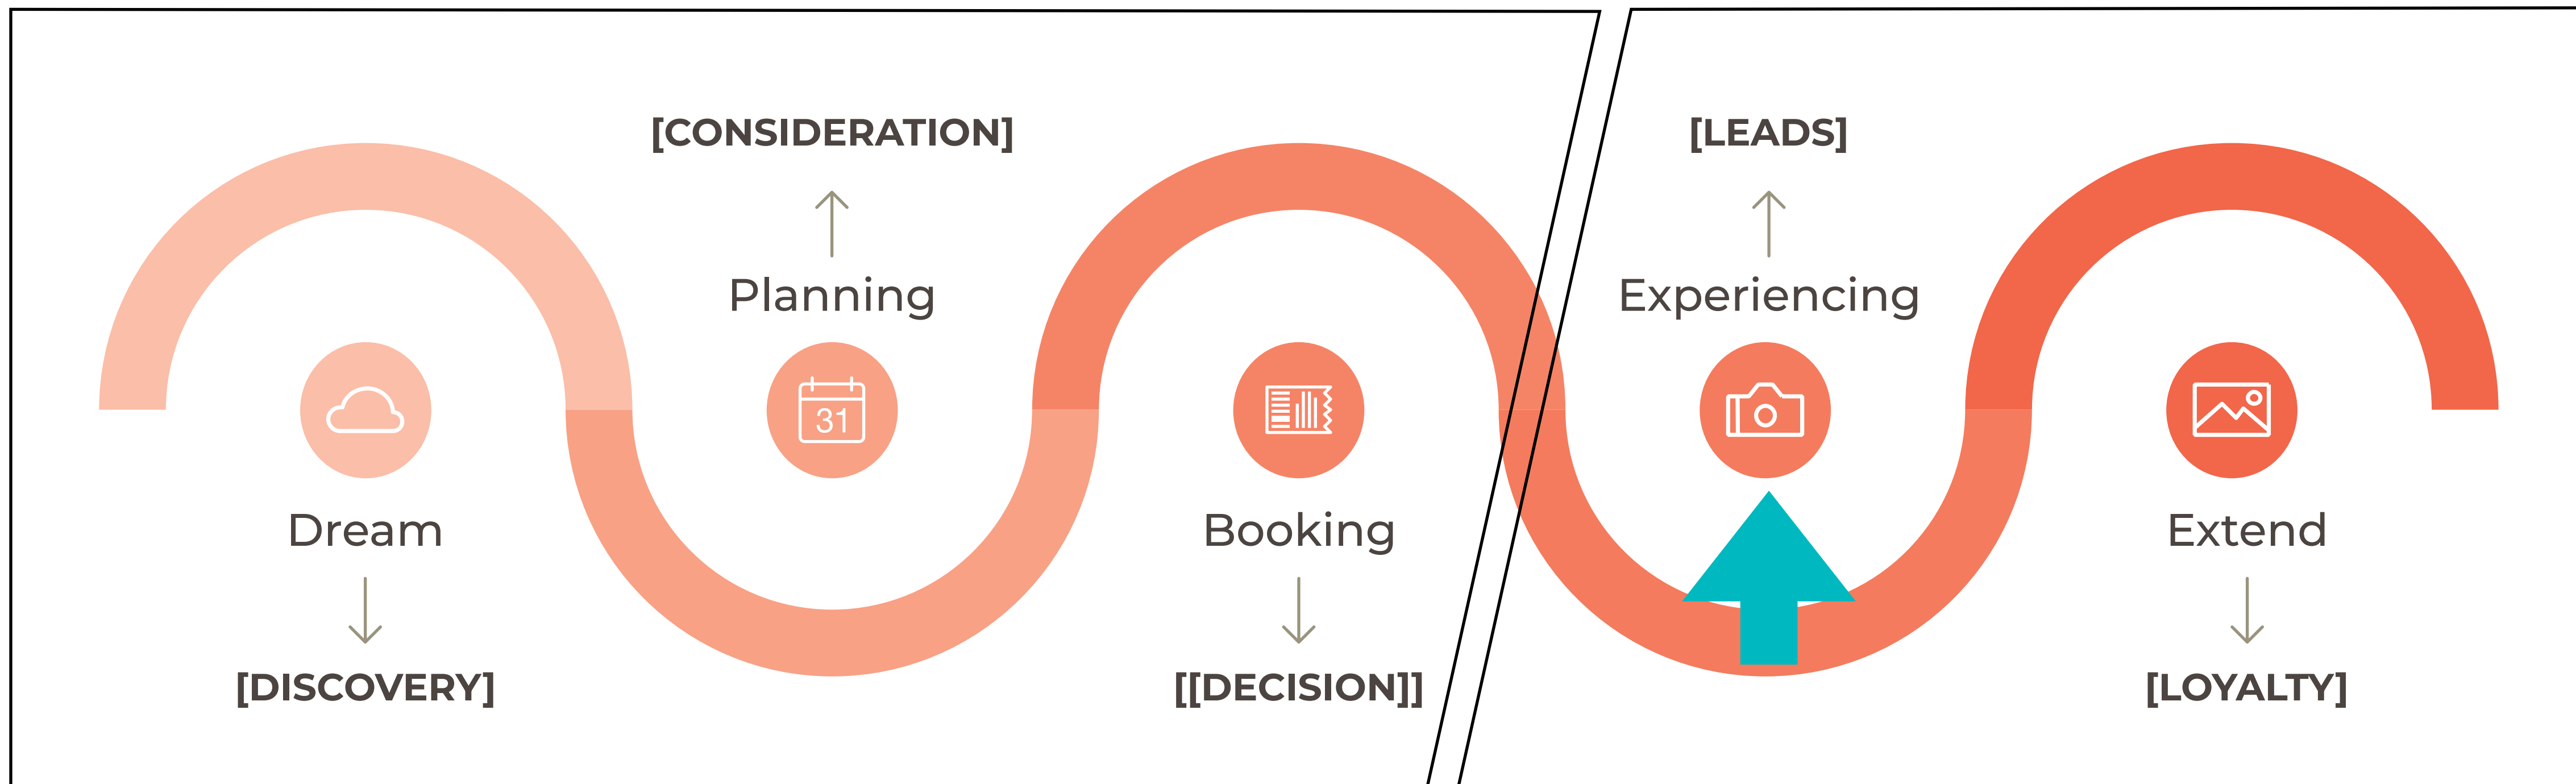 [CONSIDERATION]
[LEADS]
Planning
Experiencing
31
Dream
Booking
Extend
[DISCOVERY]
[[DECISION]]
[LOYALTY]